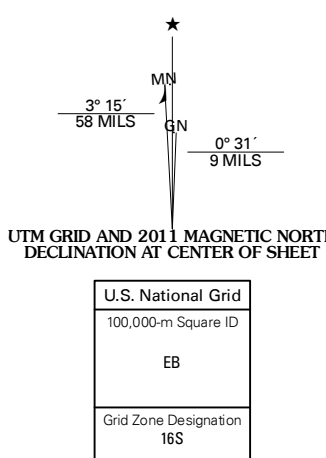 ★
MN
3° 15´
58 MILS
GN
0° 31´
9 MILS
UTM GRID AND 2011 MAGNETIC NORTH
DECLINATION AT CENTER OF SHEET
U.S. National Grid
100,000-m Square ID
EB
Grid Zone Designation
16S